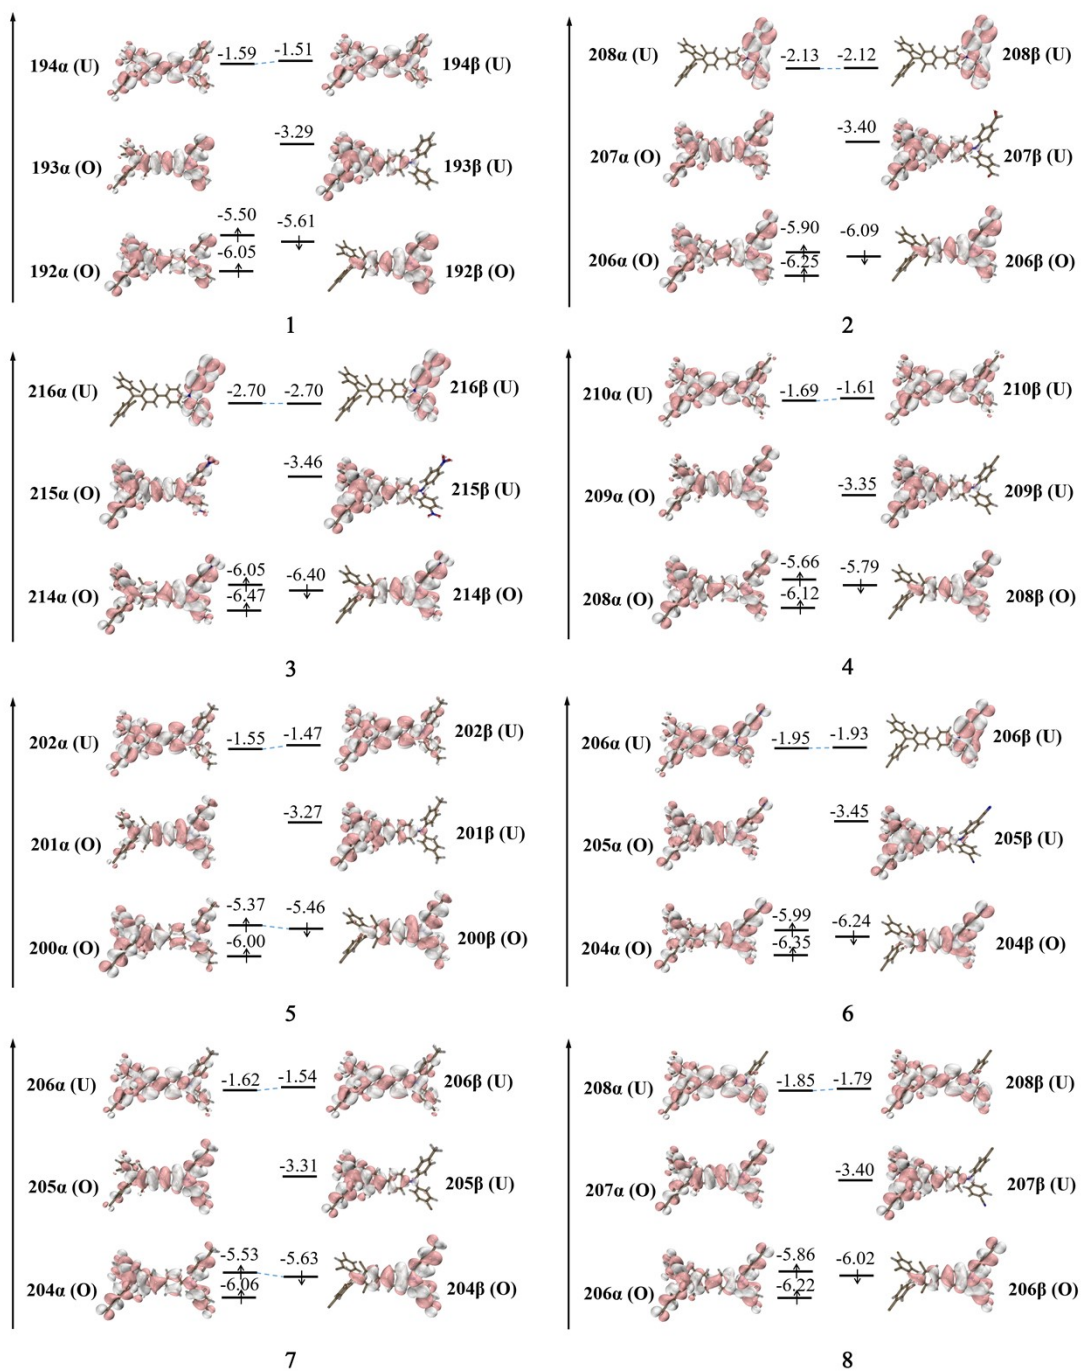 194α (U) -1.59 -1.51 194β (U)
193α (O) -3.29 193β (U)
-5.50 -5.61
192α (O) -6.05 192β (O)
1
208α (U) -2.13 -2.12 208β (U)
207α (O) -3.40 207β (U)
-5.90 -6.09
206α (O) -6.25 206β (O)
2
216α (U) -2.70 -2.70 216β (U)
215α (O) -3.46 215β (U)
-6.05 -6.40
214α (O) -6.47 214β (O)
3
210α (U) -1.69 -1.61 210β (U)
209α (O) -3.35 209β (U)
-5.66 -5.79
208α (O) -6.12 208β (O)
4
202α (U) -1.55 -1.47 202β (U)
201α (O) -3.27 201β (U)
-5.37 -5.46
200α (O) -6.00 200β (O)
5
206α (U) -1.95 -1.93 206β (U)
205α (O) -3.45 205β (U)
-5.99 -6.24
204α (O) -6.35 204β (O)
6
206α (U) -1.62 -1.54 206β (U)
205α (O) -3.31 205β (U)
-5.53 -5.63
204α (O) -6.06 204β (O)
7
208α (U) -1.85 -1.79 208β (U)
207α (O) -3.40 207β (U)
-5.86 -6.02
206α (O) -6.22 206β (O)
8